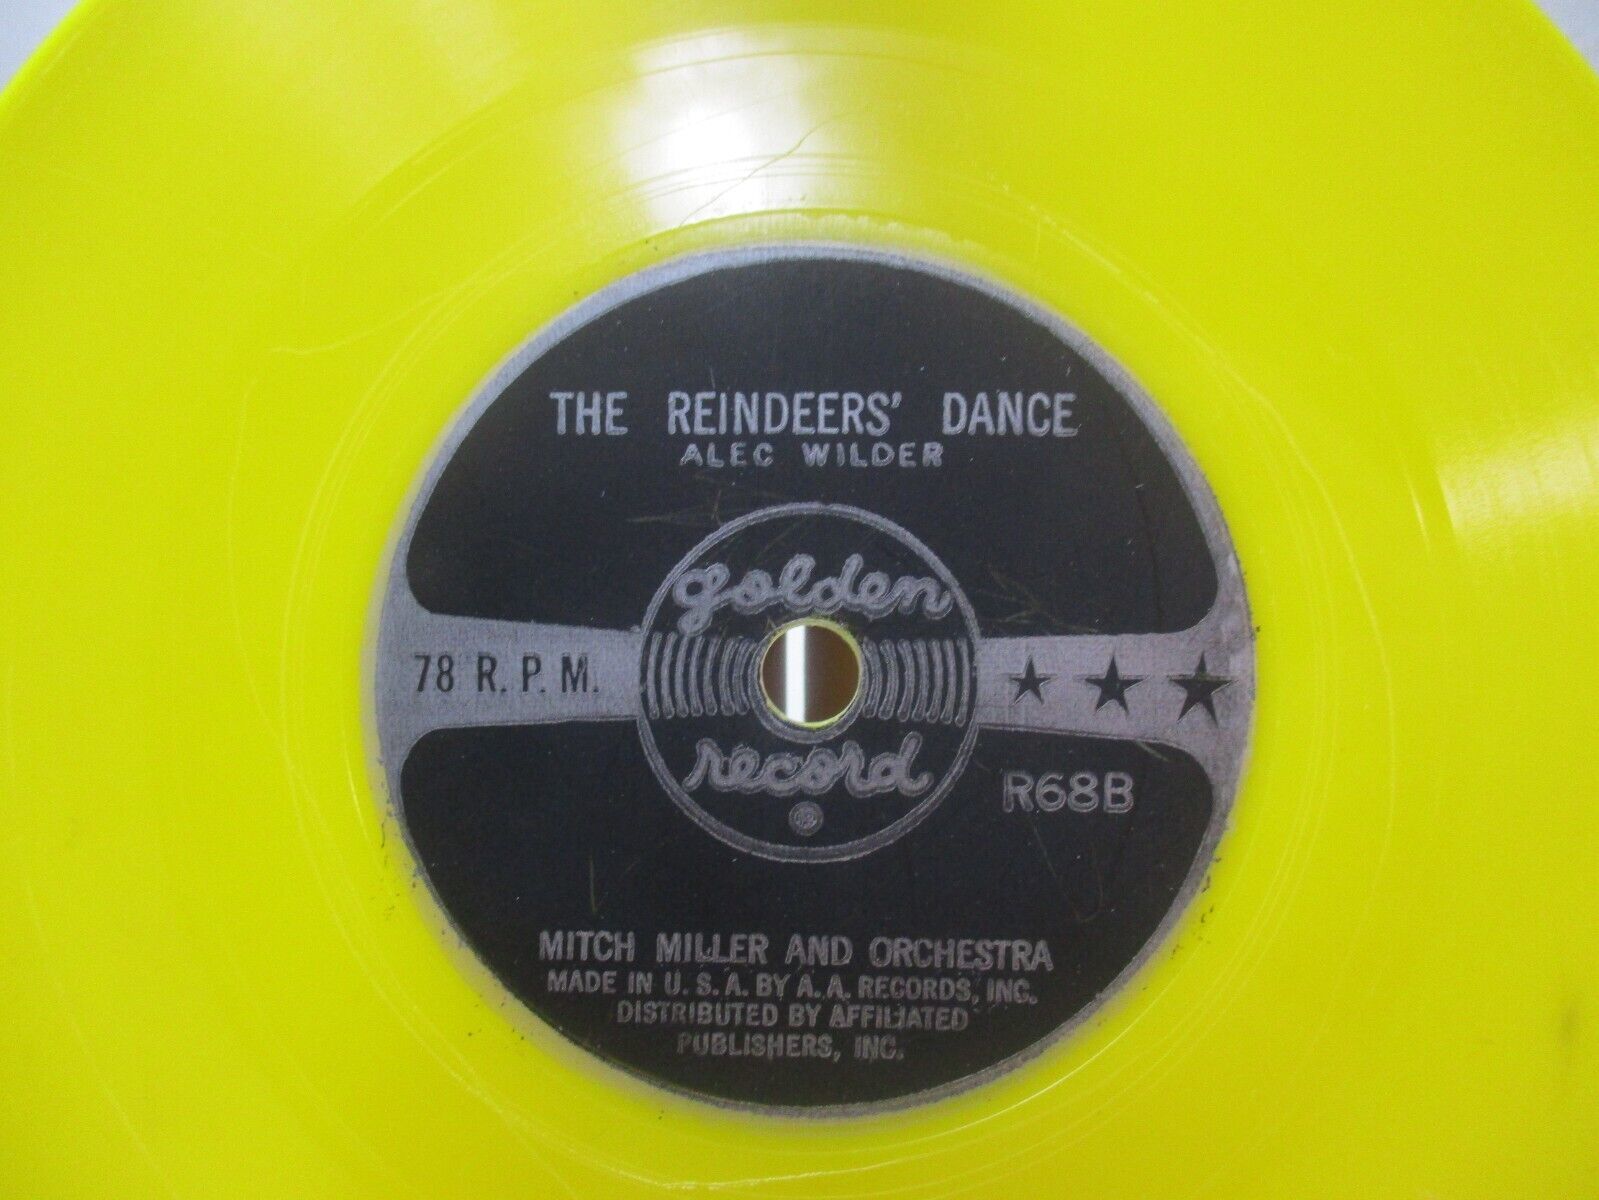 THE REINDEERS' DANCE
ALEC WILDER
golden
78 R.P.M.
record
R68B
MITCH MILLER AND ORCHESTRA
MADE IN U.S.A. BY A.A. RECORDS, INC.
DISTRIBUTED BY AFFILIATED
PUBLISHERS, INC.